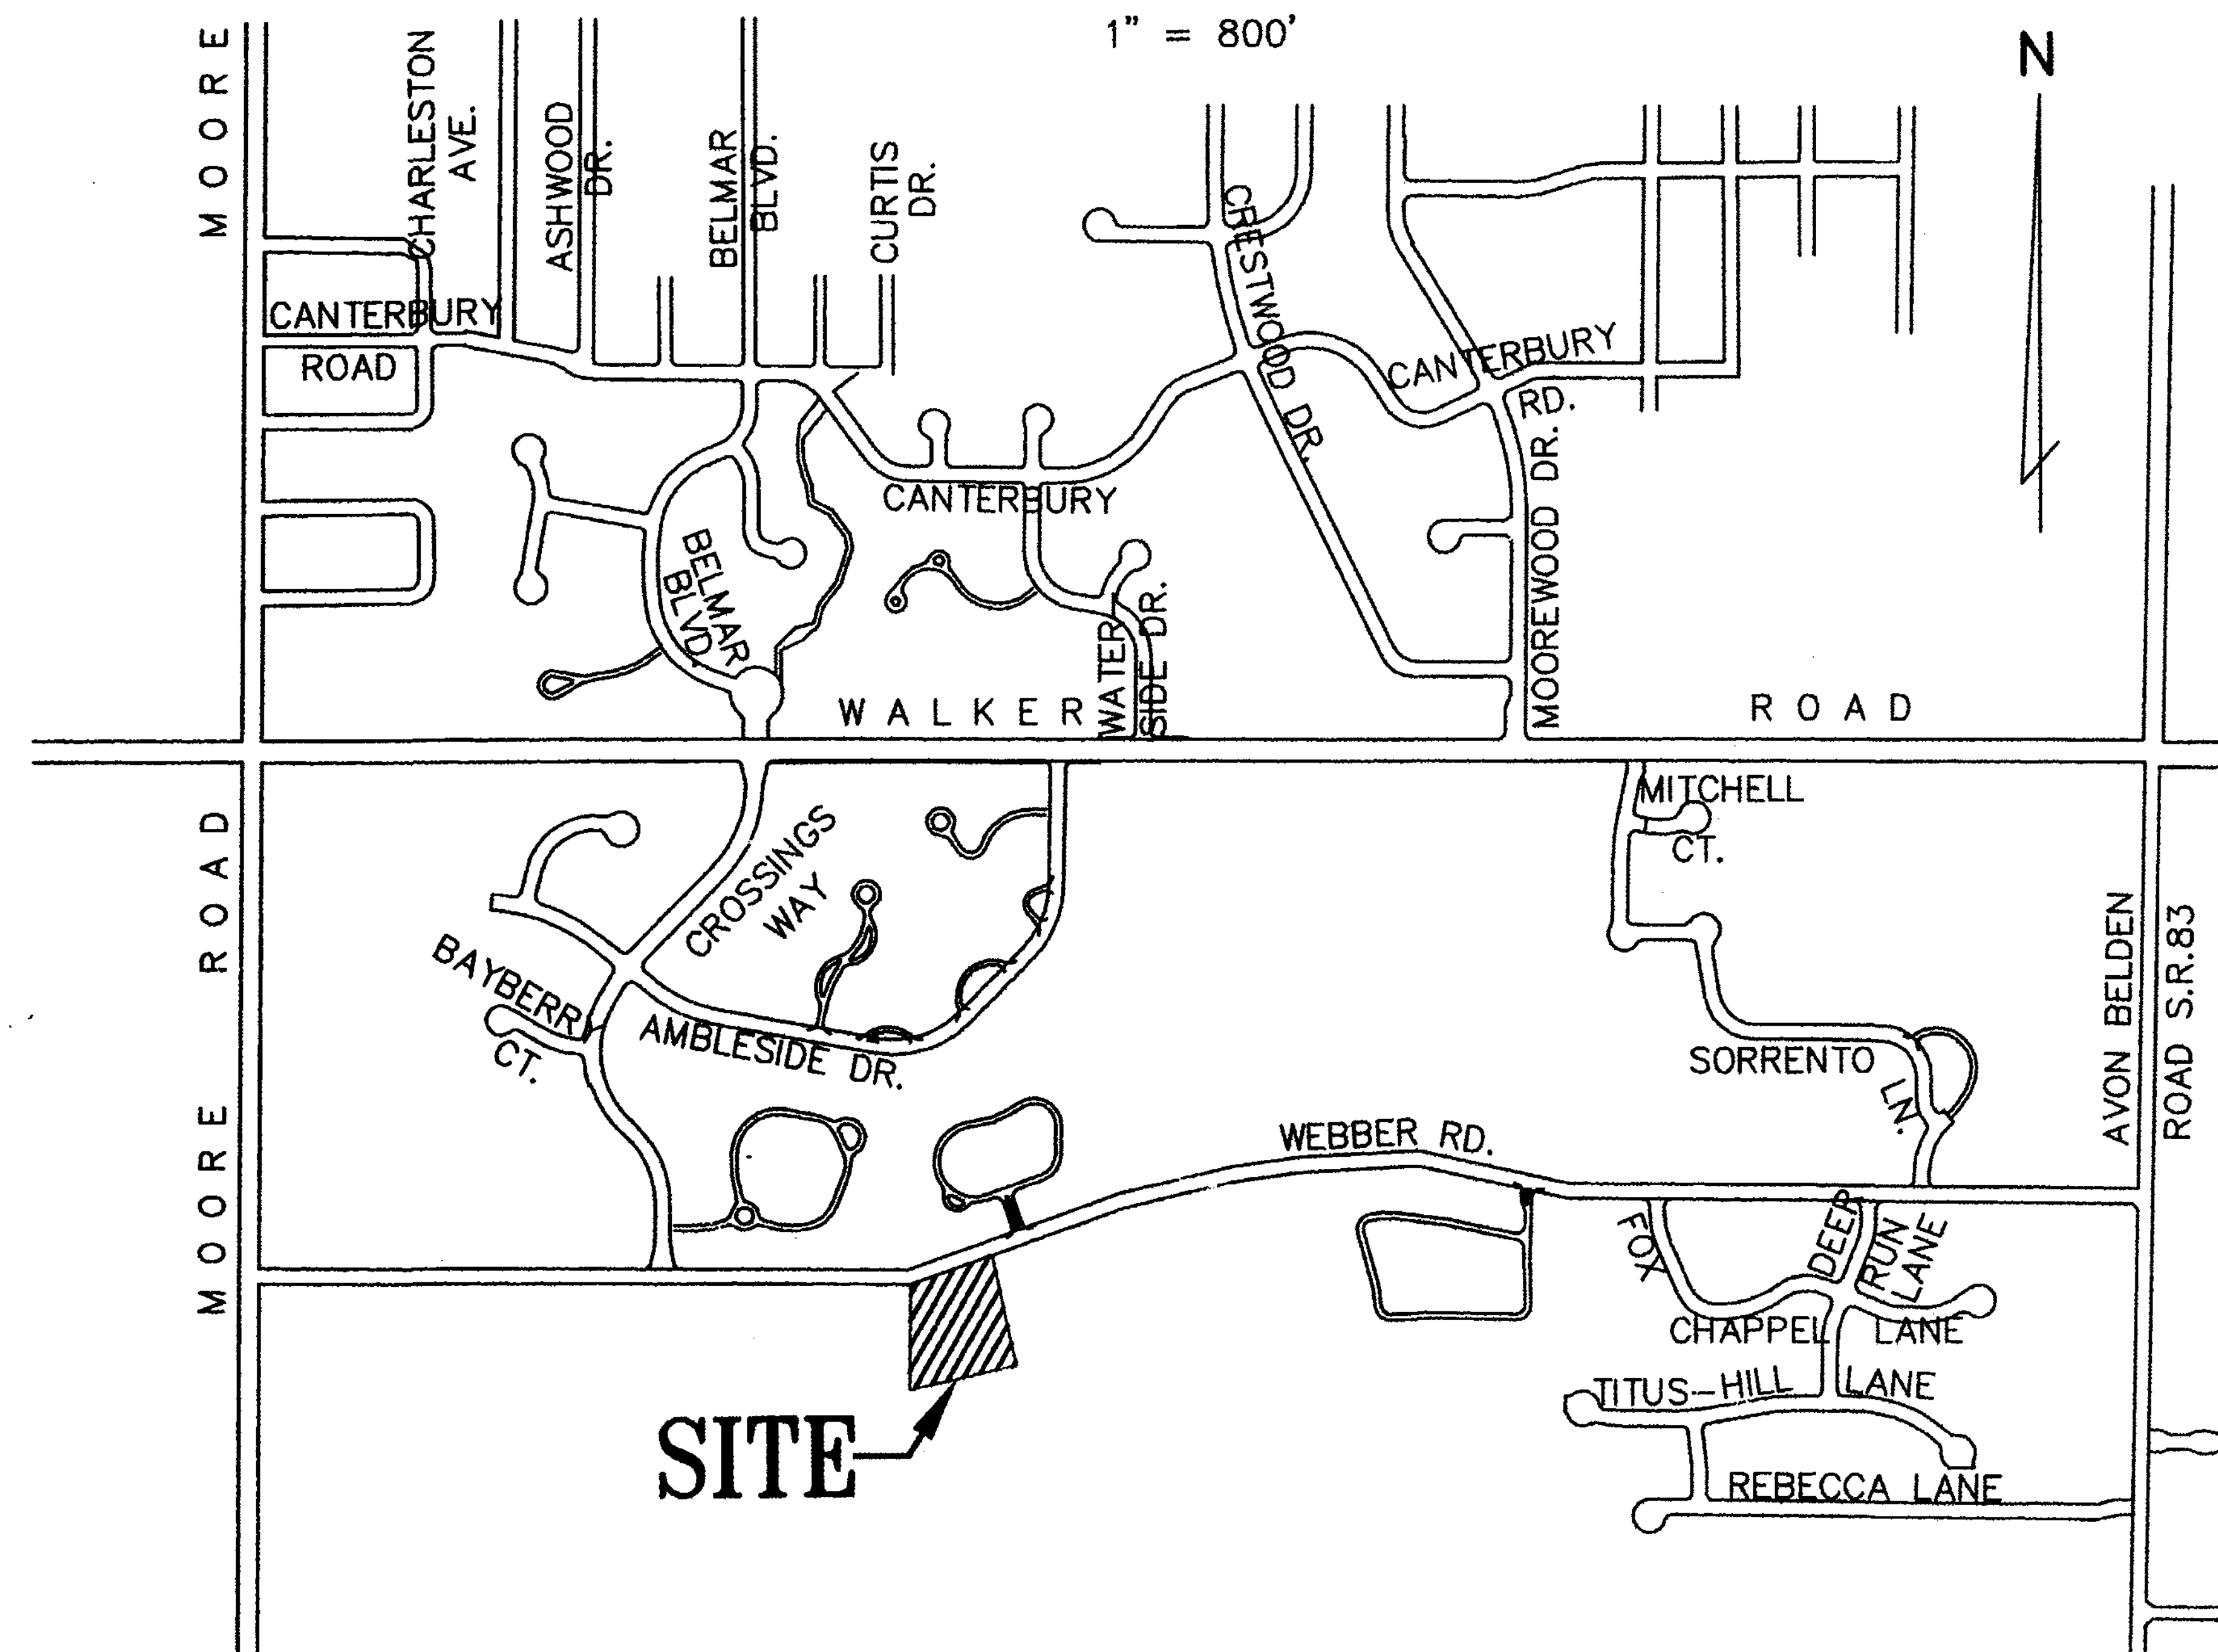 1" = 800'
N
MOORE
CHARLESTON
AVE.
ASHWOOD
DR.
BELMAR
BLVD.
CURTIS
DR.
CRESTWOOD DR.
CANTERBURY
ROAD
CANTERBURY
RD.
CANTERBURY
MOOREWOOD DR.
BELMAR
BLVD.
WATER
SIDE DR.
WALKER
ROAD
MITCHELL
CT.
ROAD
CROSSINGS
WAY
BAYBERRY
CT.
AMBLESIDE DR.
SORRENTO
LN.
AVON BELDEN
ROAD S.R.83
WEBBER RD.
MOORE
FOX
DEER
RUN
LANE
CHAPPEL LANE
TITUS-HILL LANE
SITE
REBECCA LANE